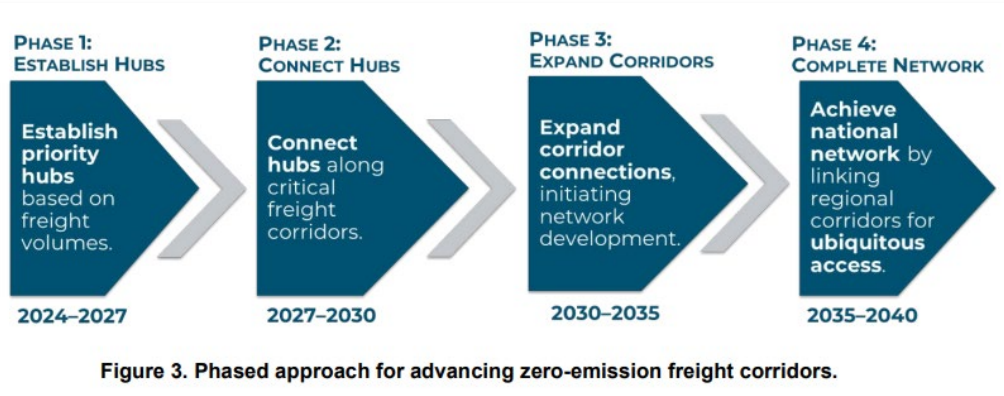 PHASE 1:
ESTABLISH HUBS
Establish
priority
hubs
based on
freight
volumes.
2024–2027
PHASE 2:
CONNECT HUBS
Connect
hubs along
critical
freight
corridors.
2027–2030
PHASE 3:
EXPAND CORRIDORS
Expand
corridor
connections,
initiating
network
development.
2030–2035
PHASE 4:
COMPLETE NETWORK
Achieve
national
network by
linking
regional
corridors for
ubiquitous
access.
2035–2040
Figure 3. Phased approach for advancing zero-emission freight corridors.